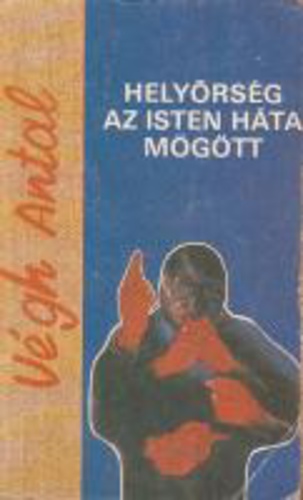 Végh Antal
HELYŐRSÉG
AZ ISTEN HÁTA
MÖGÖTT